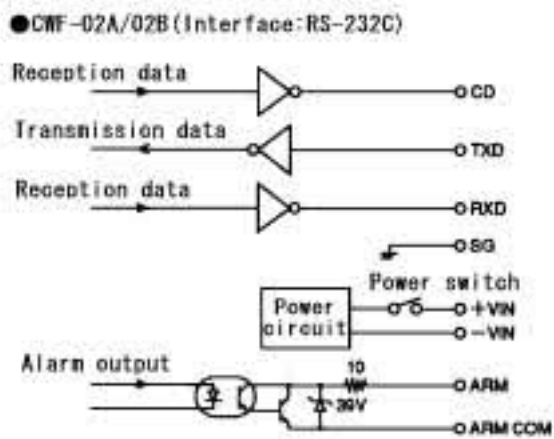 ●CWF-02A/02B(Interface:RS-232C)
Reception data
CD
Transmission data
TXD
Reception data
RXD
SG
Power switch
Power circuit
+VIN
-VIN
Alarm output
10
39V
ARM
ARM COM